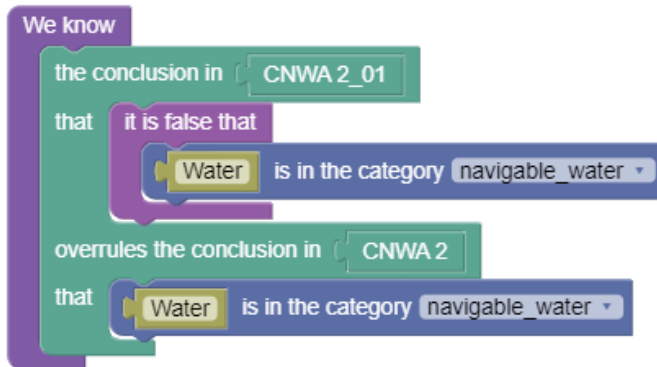 We know
the conclusion in CNWA 2_01
that it is false that
Water is in the category navigable_water
overrules the conclusion in CNWA 2
that Water is in the category navigable_water